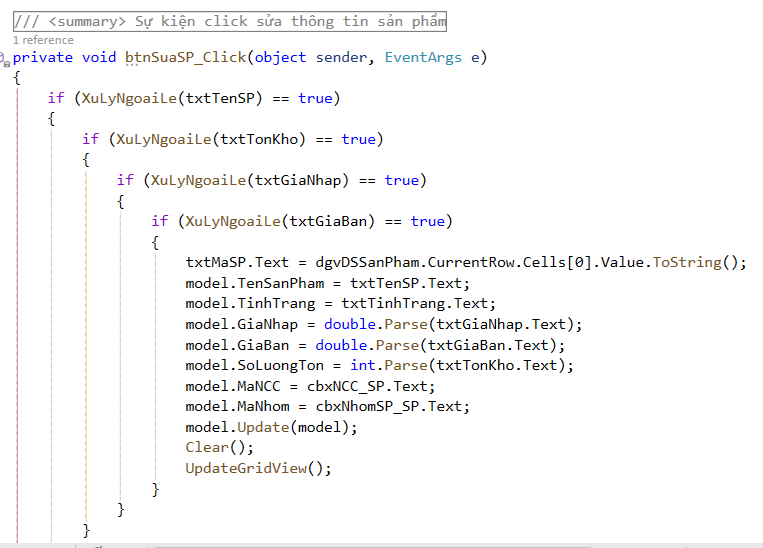 /// <summary> Sự kiện click sửa thông tin sản phẩm
1 reference
private void btnSuaSP_Click(object sender, EventArgs e)
{
if (XuLyNgoaiLe(txtTenSP) == true)
{
if (XuLyNgoaiLe(txtTonKho) == true)
{
if (XuLyNgoaiLe(txtGiaNhap) == true)
{
if (XuLyNgoaiLe(txtGiaBan) == true)
{
txtMaSP.Text = dgvDSSanPham.CurrentRow.Cells[0].Value.ToString();
model.TenSanPham = txtTenSP.Text;
model.TinhTrang = txtTinhTrang.Text;
model.GiaNhap = double.Parse(txtGiaNhap.Text);
model.GiaBan = double.Parse(txtGiaBan.Text);
model.SoLuongTon = int.Parse(txtTonKho.Text);
model.MaNCC = cbxNCC_SP.Text;
model.MaNhom = cbxNhomSP_SP.Text;
model.Update(model);
Clear();
UpdateGridView();
}
}
}